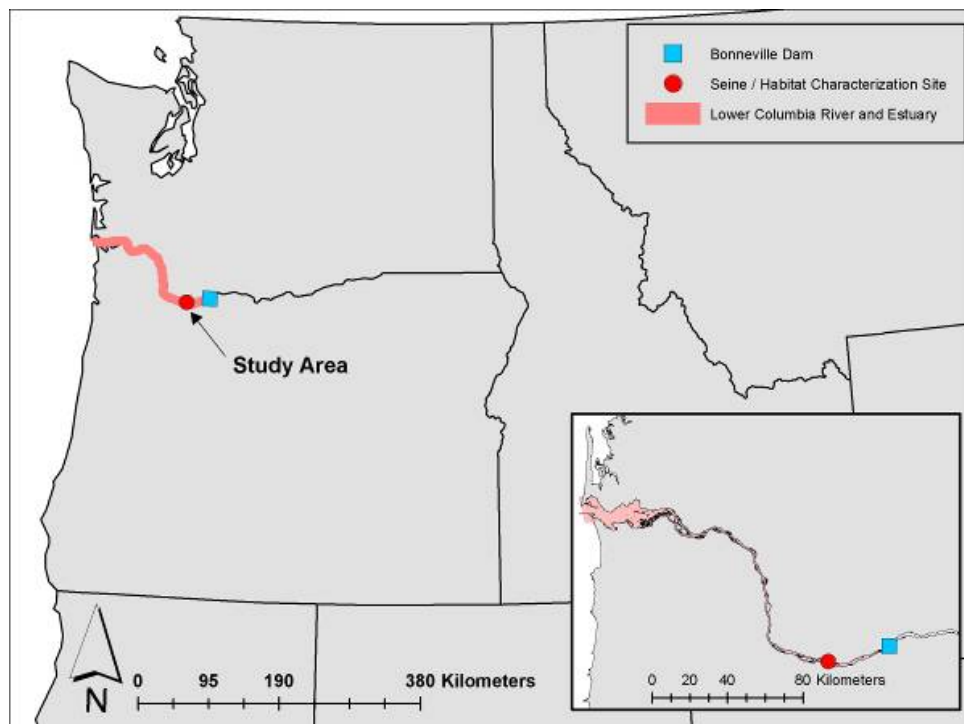 Bonneville Dam
Seine / Habitat Characterization Site
Lower Columbia River and Estuary
Study Area
N
0 95 190 380 Kilometers
0 20 40 80 Kilometers